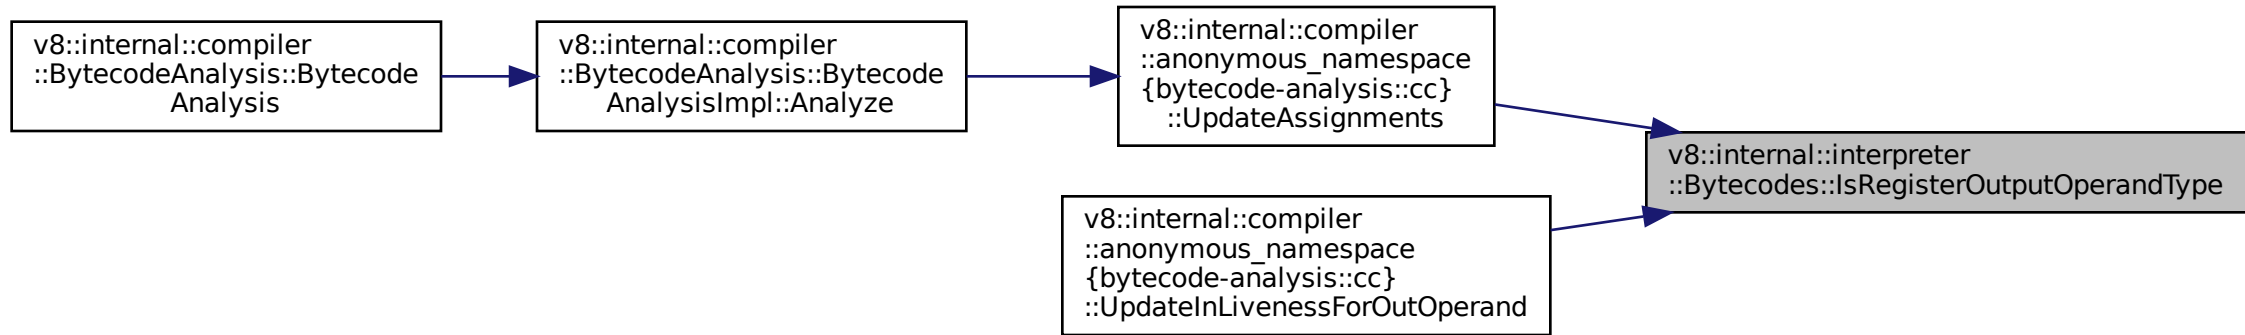 v8::internal::compiler
::BytecodeAnalysis::Bytecode
Analysis
v8::internal::compiler
::BytecodeAnalysis::Bytecode
AnalysisImpl::Analyze
v8::internal::compiler
::anonymous_namespace
{bytecode-analysis::cc}
::UpdateAssignments
v8::internal::interpreter
::Bytecodes::IsRegisterOutputOperandType
v8::internal::compiler
::anonymous_namespace
{bytecode-analysis::cc}
::UpdateInLivenessForOutOperand